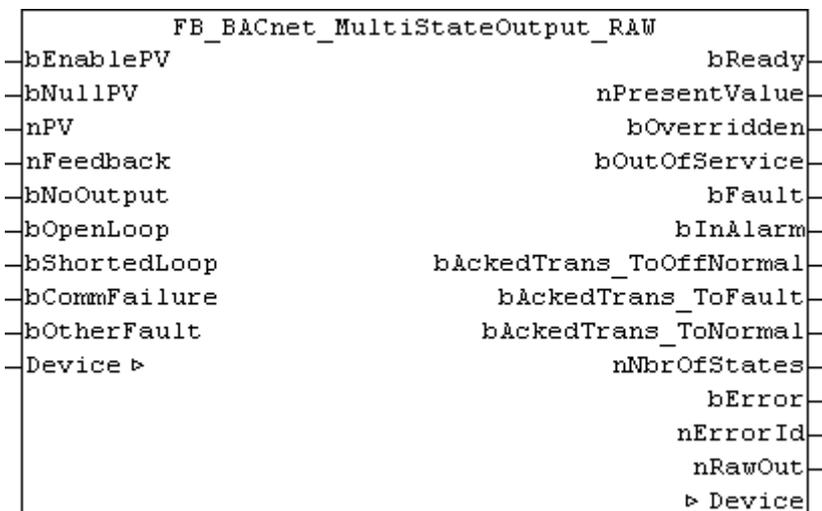 FB_BACnet_MultiStateOutput_RAW
bEnablePV bReady
bNullPV nPresentValue
nPV bOverridden
nFeedback bOutOfService
bNoOutput bFault
bOpenLoop bInAlarm
bShortedLoop bAckedTrans_ToOffNormal
bCommFailure bAckedTrans_ToFault
bOtherFault bAckedTrans_ToNormal
Device ▹ nNbrOfStates
bError
nErrorId
nRawOut
▹ Device